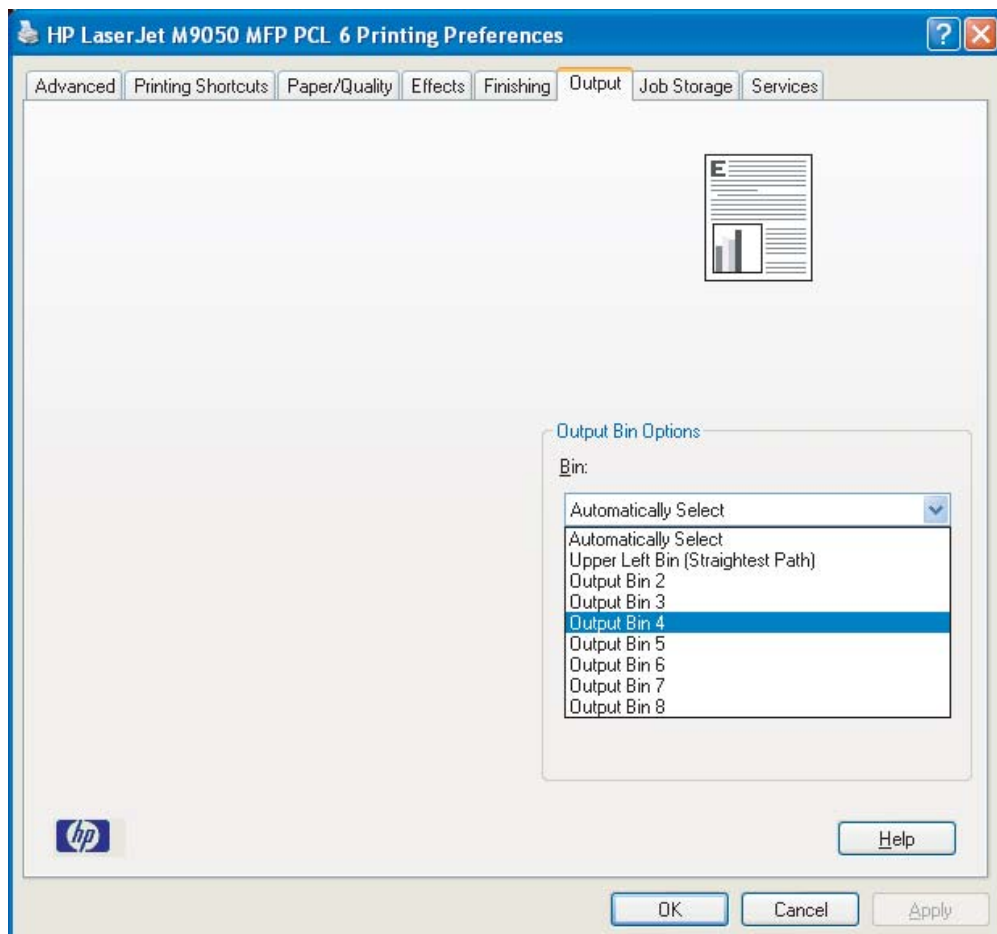 HP LaserJet M9050 MFP PCL 6 Printing Preferences
Advanced Printing Shortcuts Paper/Quality Effects Finishing Output Job Storage Services
E
Output Bin Options
Bin:
Automatically Select
Automatically Select
Upper Left Bin (Straightest Path)
Output Bin 2
Output Bin 3
Output Bin 4
Output Bin 5
Output Bin 6
Output Bin 7
Output Bin 8
hp
Help
OK Cancel Apply